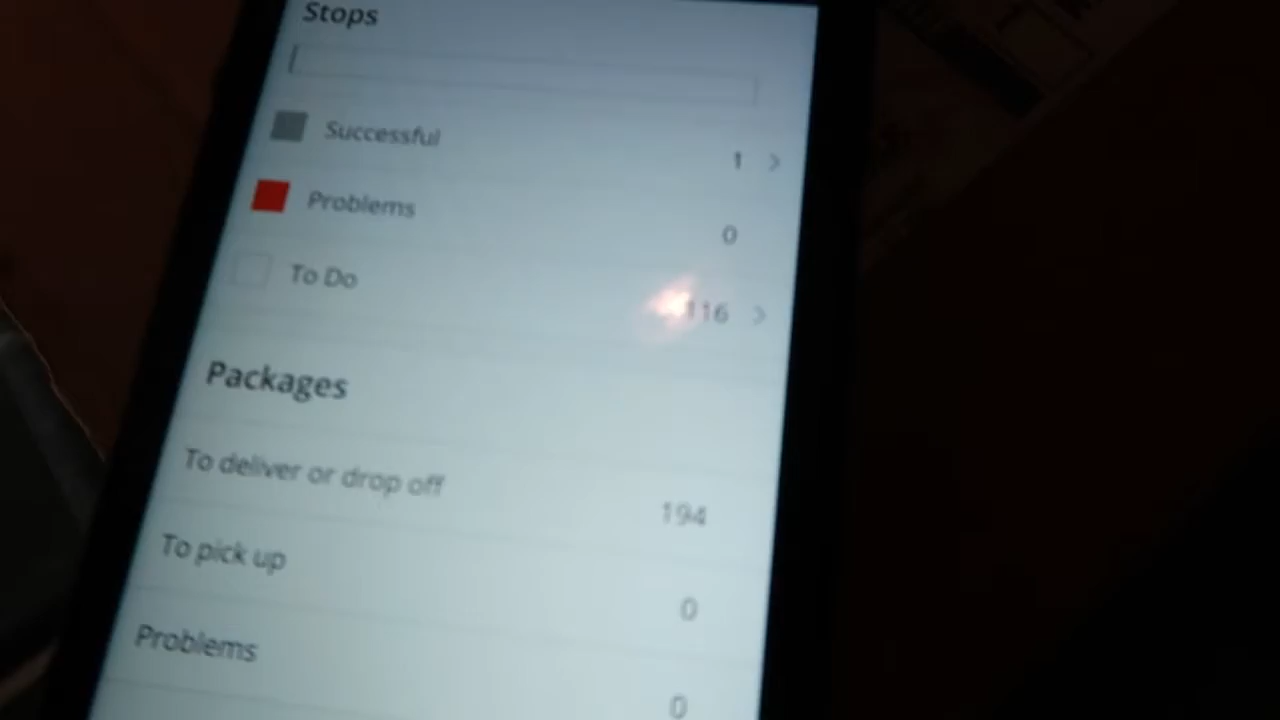 Stops
Successful 1 >
Problems 0
To Do 116 >
Packages
To deliver or drop off 194
To pick up 0
Problems 0